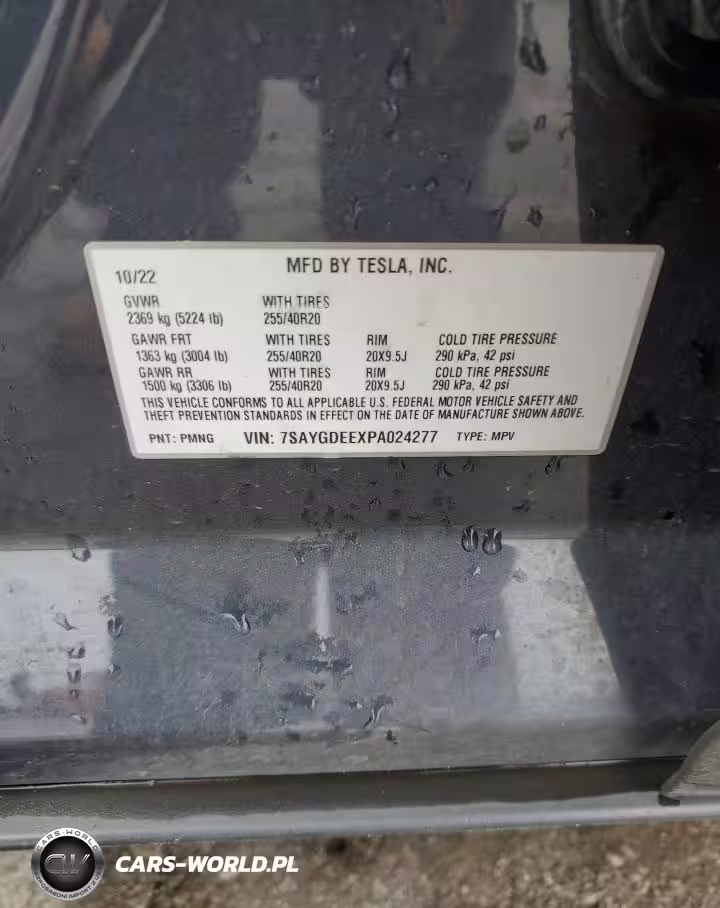 MFD BY TESLA, INC.
10/22
GVWR WITH TIRES
2369 kg (5224 lb) 255/40R20
GAWR FRT WITH TIRES RIM COLD TIRE PRESSURE
1363 kg (3004 lb) 255/40R20 20X9.5J 290 kPa, 42 psi
GAWR RR WITH TIRES RIM COLD TIRE PRESSURE
1500 kg (3306 lb) 255/40R20 20X9.5J 290 kPa, 42 psi
THIS VEHICLE CONFORMS TO ALL APPLICABLE U.S. FEDERAL MOTOR VEHICLE SAFETY AND
THEFT PREVENTION STANDARDS IN EFFECT ON THE DATE OF MANUFACTURE SHOWN ABOVE.
PNT: PMNG VIN: 7SAYGDEEXPA024277 TYPE: MPV
CARS-WORLD
CW
CARS-WORLD.PL